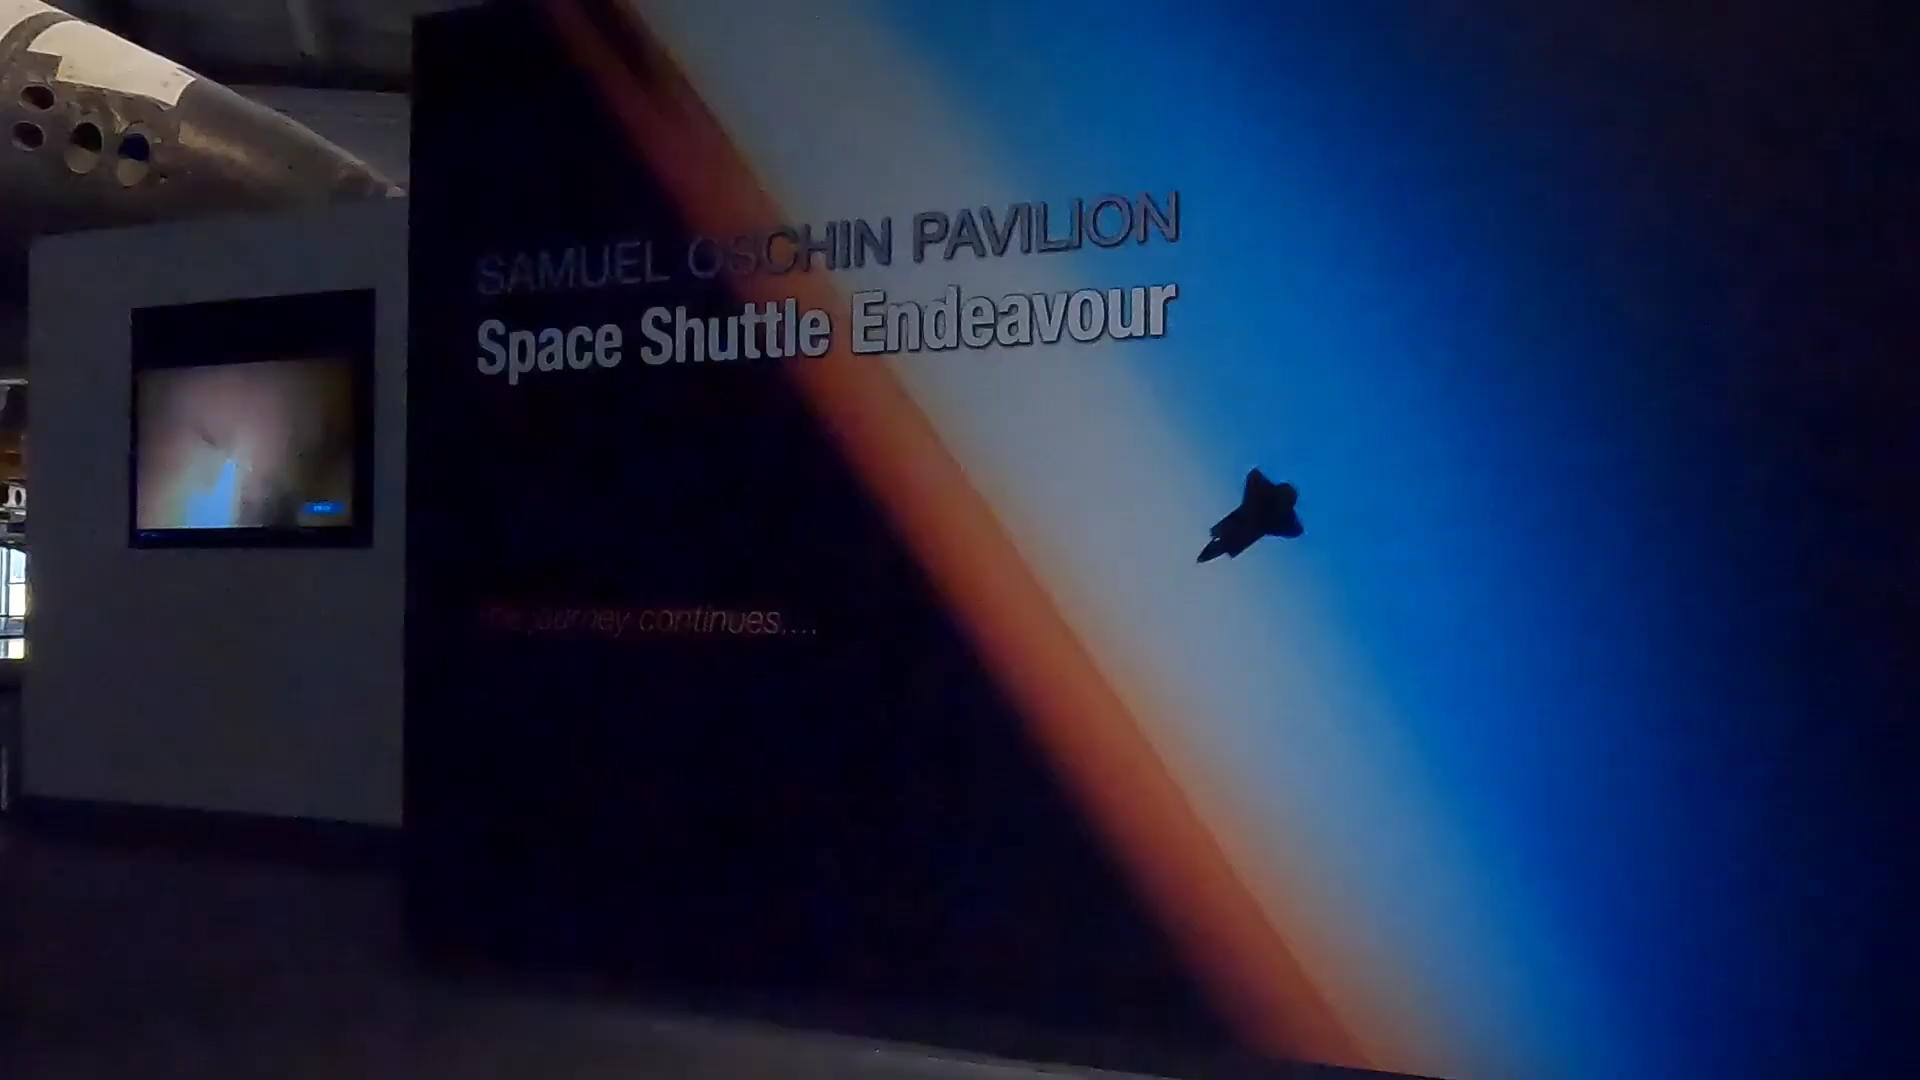 SAMUEL OSCHIN PAVILION
Space Shuttle Endeavour
The journey continues....